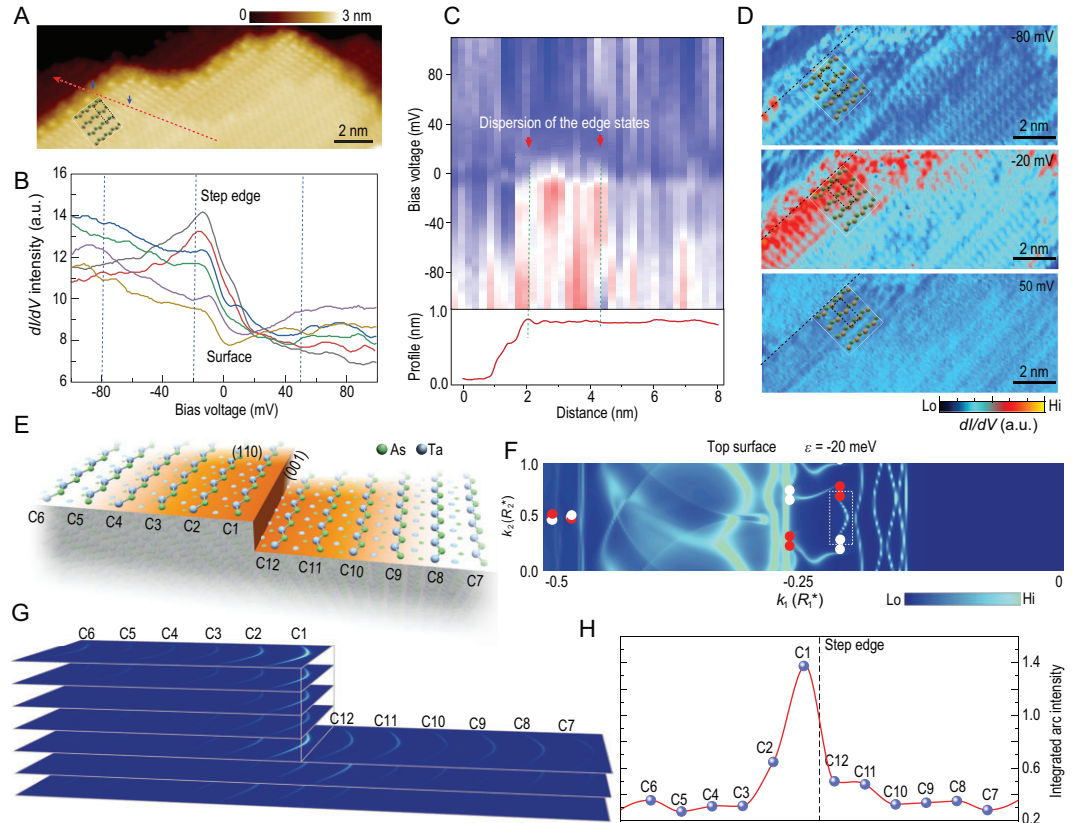 A
0
3 nm
2 nm
B
16
14
12
10
8
6
dI/dV intensity (a.u.)
Step edge
Surface
-80
-40
0
40
80
Bias voltage (mV)
C
80
40
0
-40
-80
Bias voltage (mV)
Dispersion of the edge states
1.0
0.0
Profile (nm)
0
2
4
6
8
Distance (nm)
D
-80 mV
2 nm
-20 mV
2 nm
50 mV
2 nm
Lo
Hi
dI/dV (a.u.)
E
As
Ta
(110)
(001)
C6
C5
C4
C3
C2
C1
C12
C11
C10
C9
C8
C7
F
Top surface
ε = -20 meV
1.0
0.5
0.0
k₂(R₂*)
-0.5
-0.25
0
k₁(R₁*)
Lo
Hi
G
C6
C5
C4
C3
C2
C1
C12
C11
C10
C9
C8
C7
H
Step edge
C1
C2
C6
C5
C4
C3
C12
C11
C10
C9
C8
C7
1.4
1.0
0.6
0.2
Integrated arc intensity